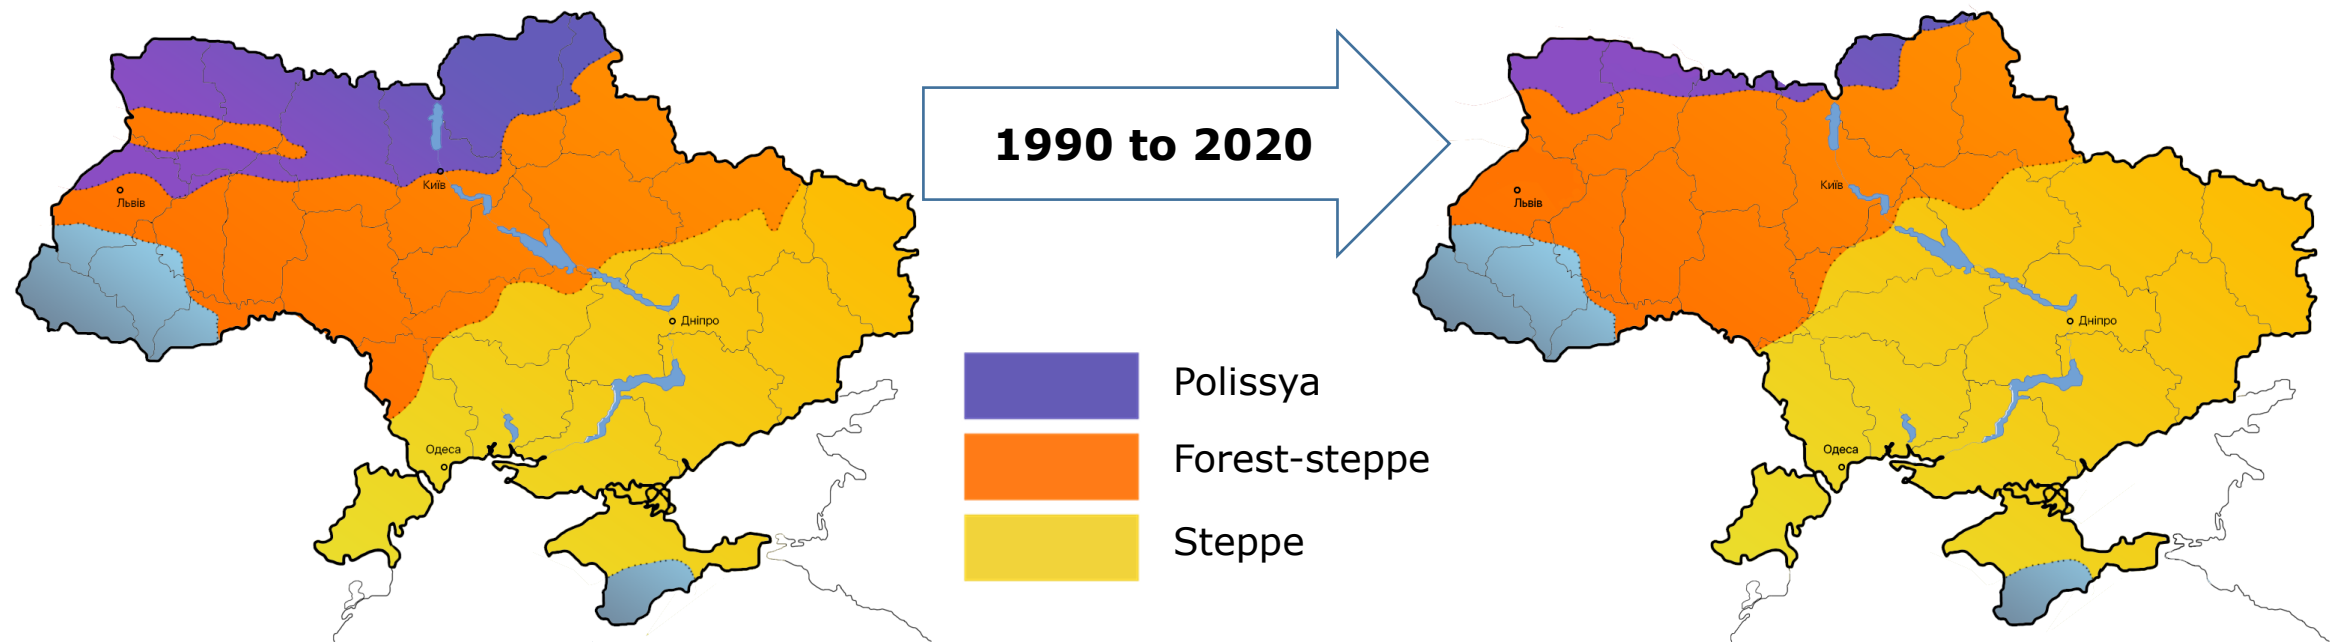 Київ
Львів
Дніпро
Одеса
1990 to 2020
Polissya
Forest-steppe
Steppe
Київ
Львів
Дніпро
Одеса